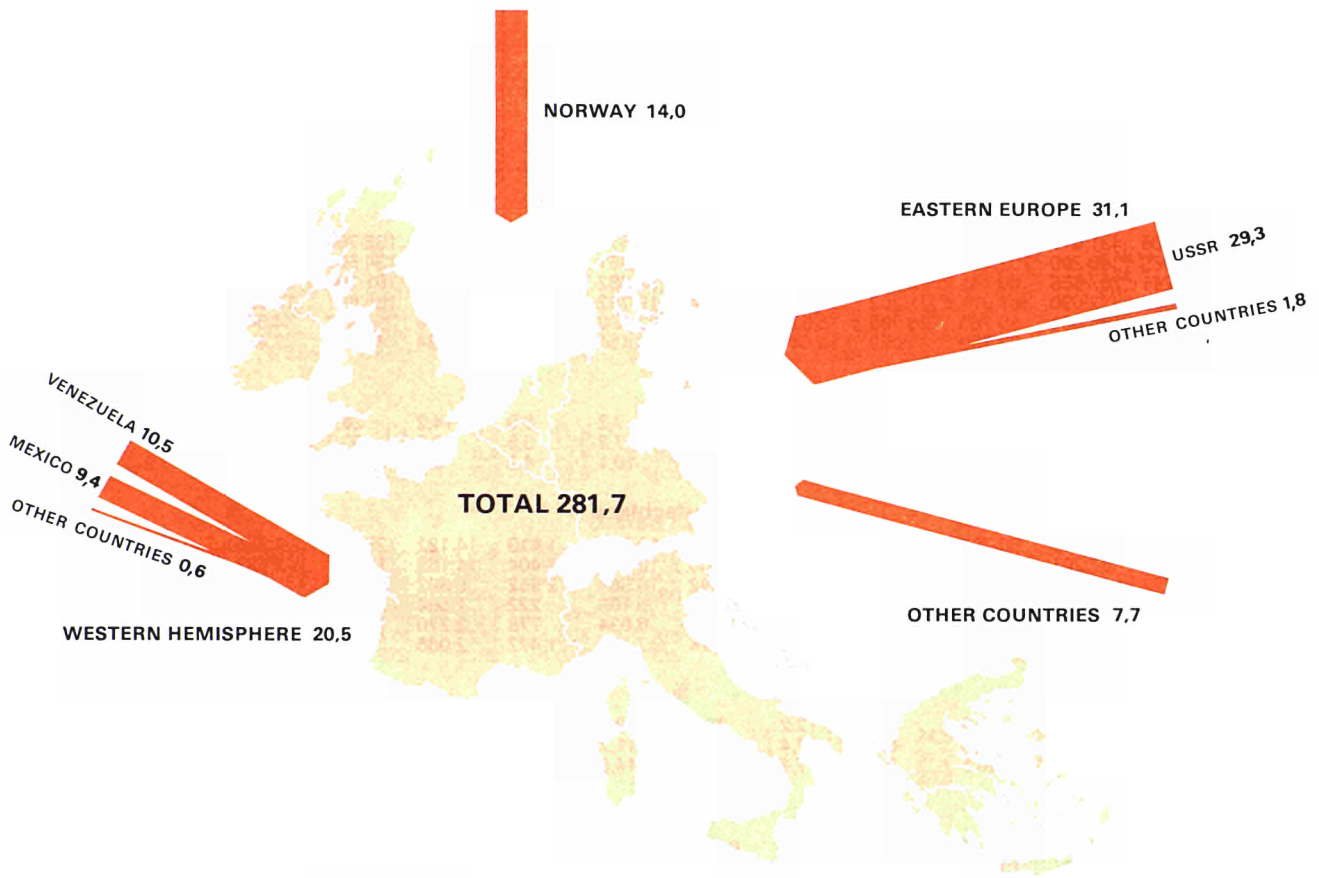 NORWAY 14,0
EASTERN EUROPE 31,1
USSR 29,3
OTHER COUNTRIES 1,8
VENEZUELA 10,5
MEXICO 9,4
OTHER COUNTRIES 0,6
WESTERN HEMISPHERE 20,5
TOTAL 281,7
OTHER COUNTRIES 7,7